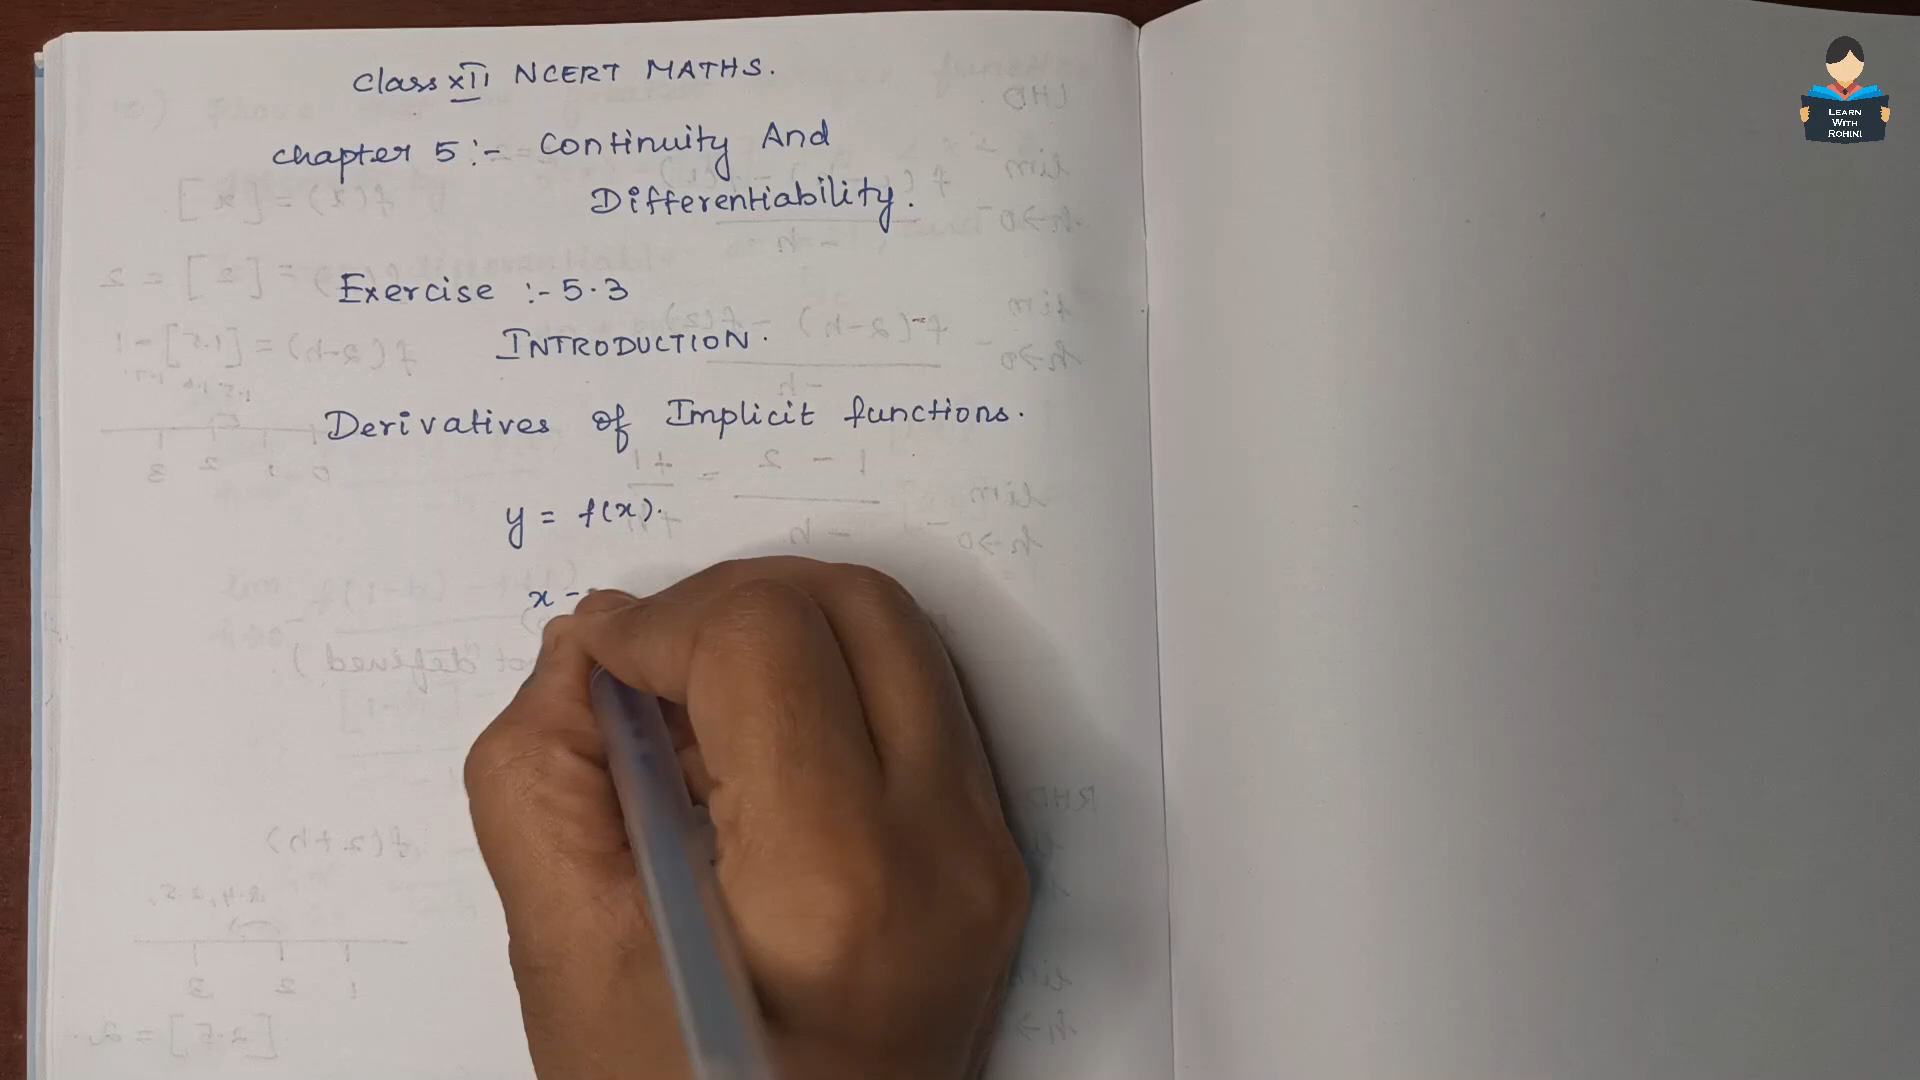 Class XII NCERT MATHS.
Chapter 5:- Continuity And
Differentiability.
Exercise :- 5.3
INTRODUCTION.
Derivatives of Implicit functions.
y = f(x).
x -
LEARN
WITH
ROHINI